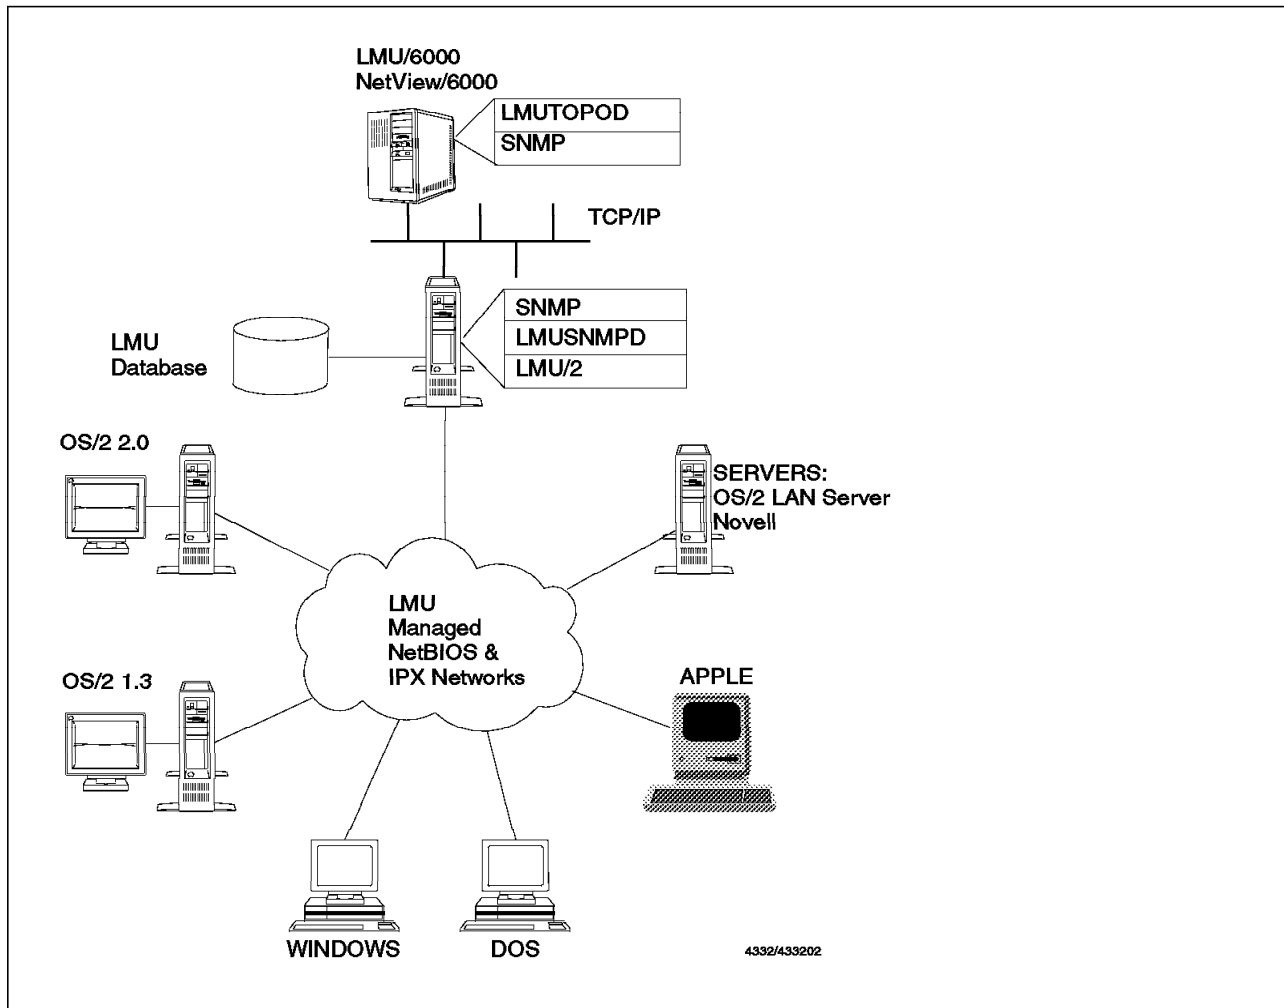 LMU/6000
NetView/6000
LMUTOPOD
SNMP
TCP/IP
SNMP
LMUSNMPD
LMU/2
LMU
Database
OS/2 2.0
SERVERS:
OS/2 LAN Server
Novell
LMU
Managed
NetBIOS &
IPX Networks
OS/2 1.3
APPLE
WINDOWS
DOS
4332/433202